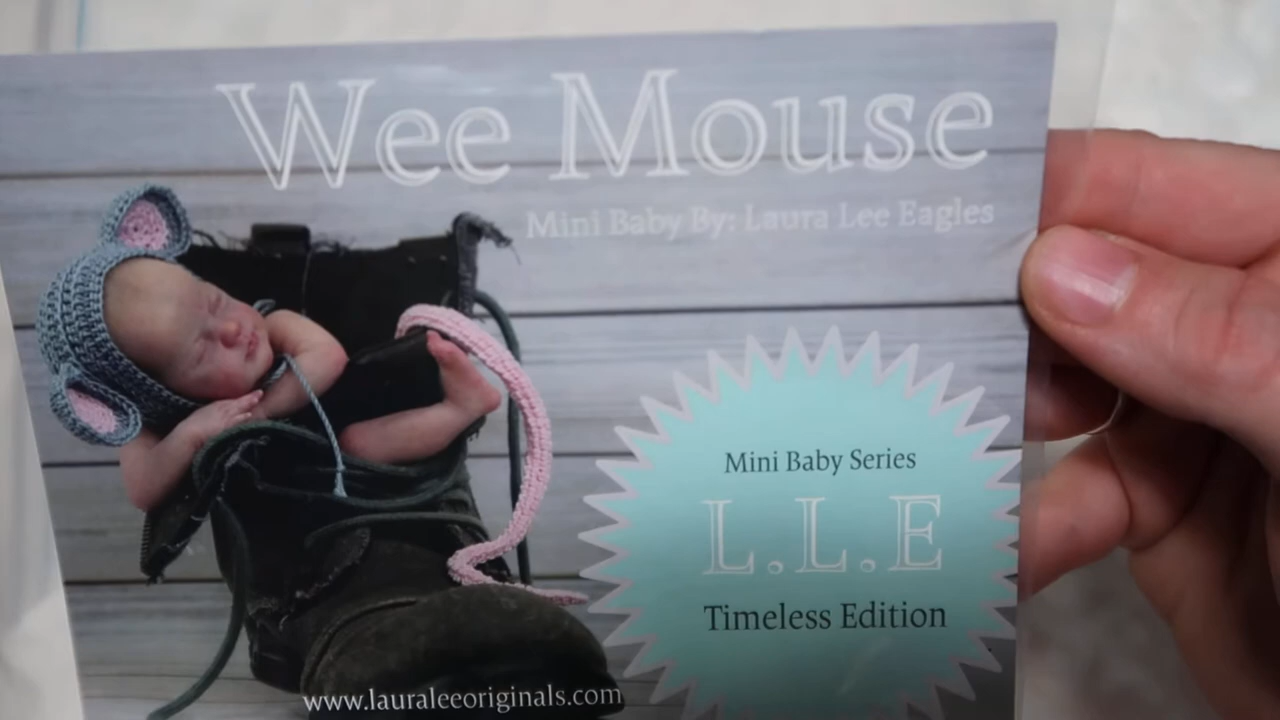 Wee Mouse
Mini Baby By: Laura Lee Eagles
Mini Baby Series
L.L.E
Timeless Edition
www.lauraleeoriginals.com